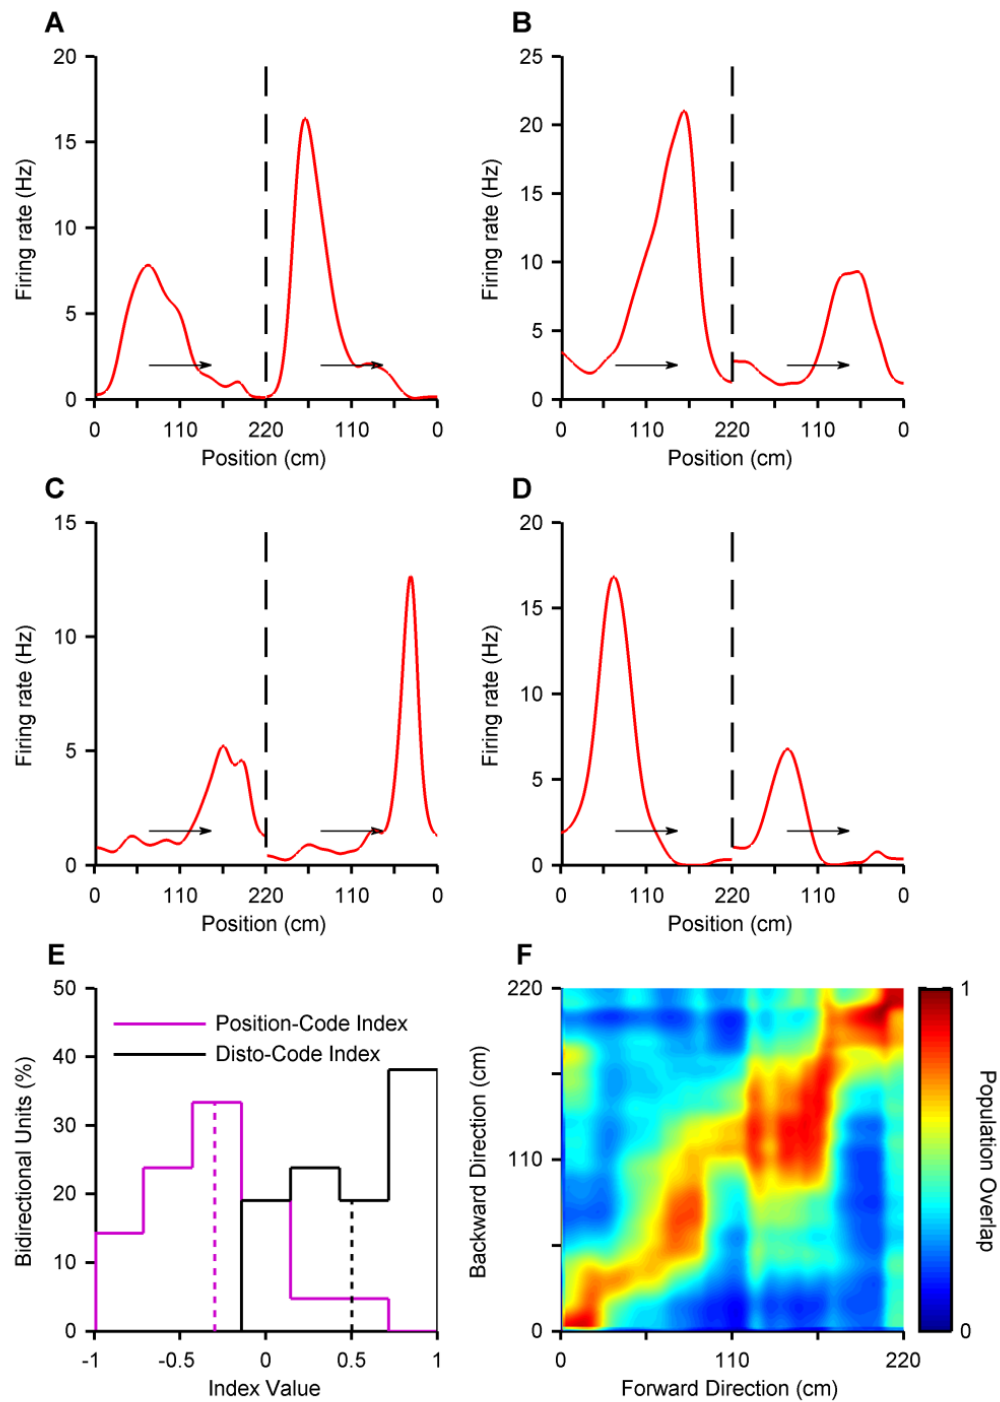 A
20
15
10
5
0
Firing rate (Hz)
0 110 220 110 0
Position (cm)
B
25
20
15
10
5
0
Firing rate (Hz)
0 110 220 110 0
Position (cm)
C
15
10
5
0
Firing rate (Hz)
0 110 220 110 0
Position (cm)
D
20
15
10
5
0
Firing rate (Hz)
0 110 220 110 0
Position (cm)
E
50
40
30
20
10
0
Bidirectional Units (%)
Position-Code Index
Disto-Code Index
-1 -0.5 0 0.5 1
Index Value
F
220
110
0
Backward Direction (cm)
0 110 220
Forward Direction (cm)
1
0
Population Overlap